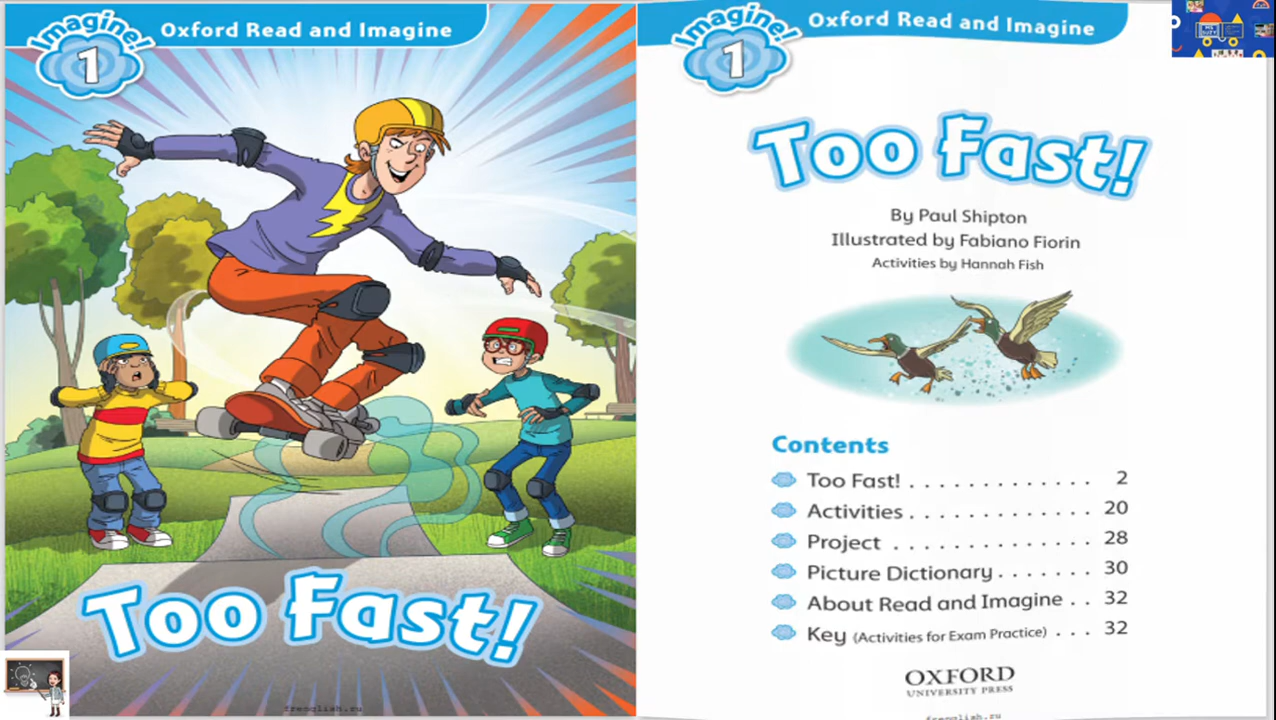 Imagine!
1
Oxford Read and Imagine
Too Fast!
freenglish.ru
Imagine!
1
Oxford Read and Imagine
Too Fast!
By Paul Shipton
Illustrated by Fabiano Fiorin
Activities by Hannah Fish
Contents
Too Fast! . . . . . . . . . . . . . 2
Activities . . . . . . . . . . . . . 20
Project . . . . . . . . . . . . . . 28
Picture Dictionary . . . . . . . 30
About Read and Imagine . . 32
Key (Activities for Exam Practice) . . . 32
OXFORD
UNIVERSITY PRESS